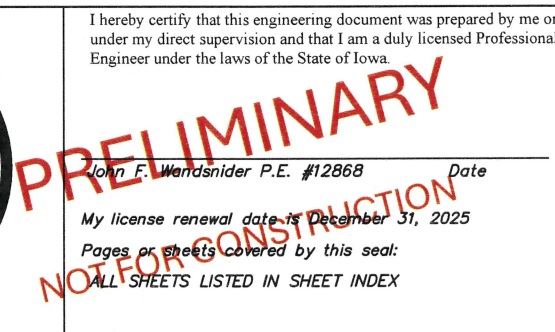 I hereby certify that this engineering document was prepared by me or
under my direct supervision and that I am a duly licensed Professional
Engineer under the laws of the State of Iowa.
PRELIMINARY
John F. Wandsnider P.E. #12868 Date
My license renewal date is December 31, 2025
Pages or sheets covered by this seal:
NOT FOR CONSTRUCTION
ALL SHEETS LISTED IN SHEET INDEX